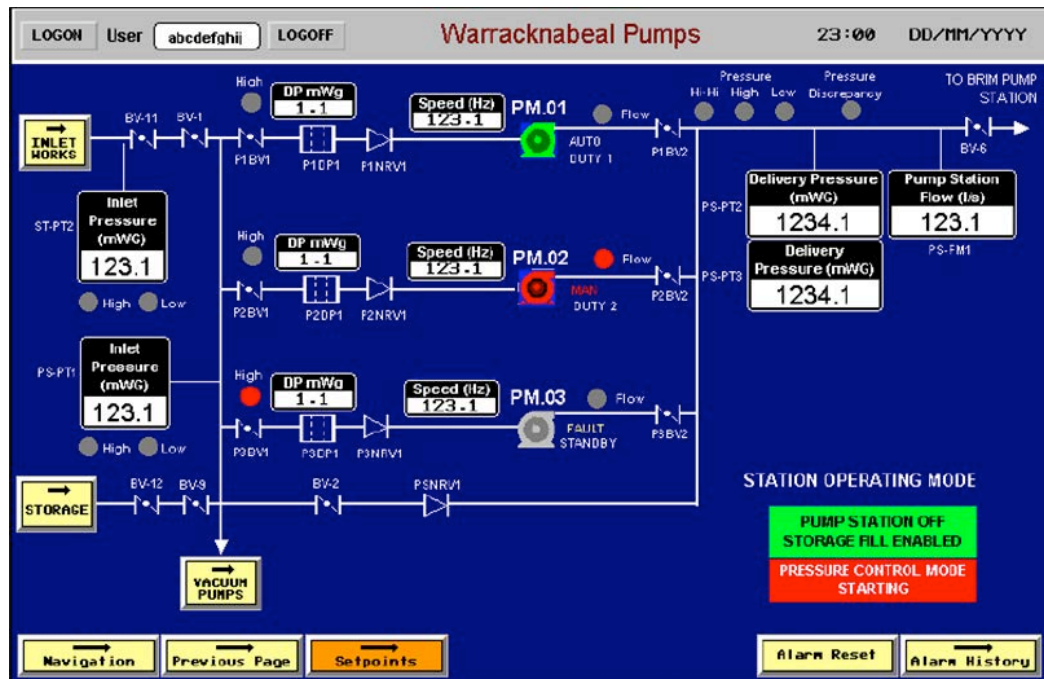 LOGON User abcdefghij LOGOFF Warracknabeal Pumps 23:00 DD/MM/YYYY
High
DP mWg
1.1
Speed (Hz)
123.1
PM.01
Flow
Pressure
Hi-Hi High Low
Pressure
Discrepancy
TO BRIM PUMP
STATION
INLET
WORKS
BV-11 BV-1
P1BV1
P1DP1
P1NRV1
AUTO
DUTY 1
P1BV2
BV-6
ST-PT2
Inlet
Pressure
(mWG)
123.1
High Low
PS-PT2
Delivery Pressure
(mWG)
1234.1
Pump Station
Flow (l/s)
123.1
PS-FM1
High
DP mWg
1.1
Speed (Hz)
123.1
PM.02
Flow
P2BV1
P2DP1
P2NRV1
MAN
DUTY 2
P2BV2
PS-PT3
Delivery
Pressure (mWG)
1234.1
PS-PT1
Inlet
Pressure
(mWG)
123.1
High Low
High
DP mWg
1.1
Speed (Hz)
123.1
PM.03
Flow
P3BV1
P3DP1
P3NRV1
FAULT
STANDBY
P3BV2
STORAGE
BV-12 BV-9
BV-2
PSNRV1
VACUUM
PUMPS
STATION OPERATING MODE
PUMP STATION OFF
STORAGE FILL ENABLED
PRESSURE CONTROL MODE
STARTING
Navigation Previous Page Setpoints Alarm Reset Alarm History